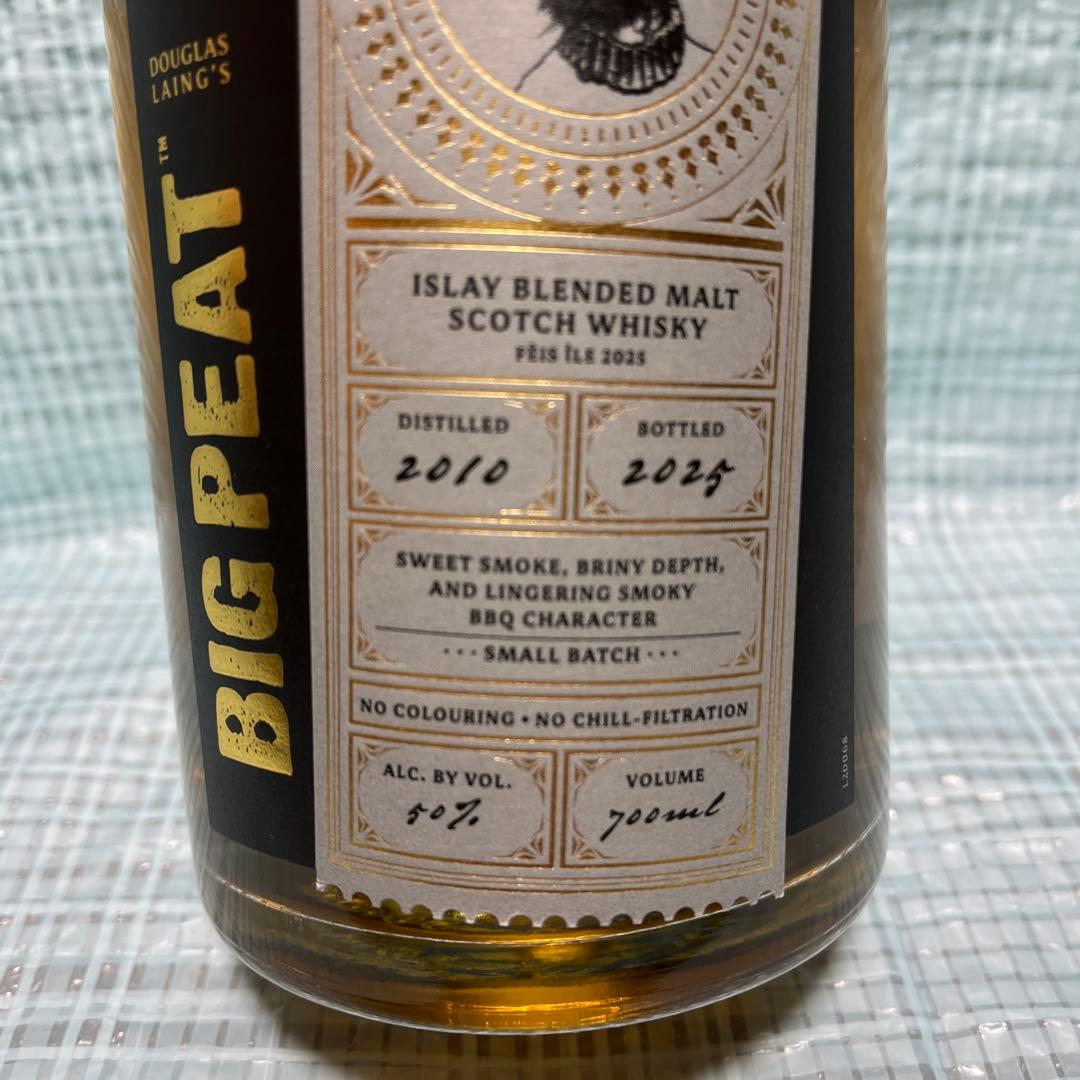 DOUGLAS
LAING'S
BIG PEAT™
ISLAY BLENDED MALT
SCOTCH WHISKY
FÈIS ÌLE 2025
DISTILLED
2010
BOTTLED
2025
SWEET SMOKE, BRINY DEPTH,
AND LINGERING SMOKY
BBQ CHARACTER
··· SMALL BATCH ···
NO COLOURING • NO CHILL-FILTRATION
ALC. BY VOL.
50%
VOLUME
700ml
L20068